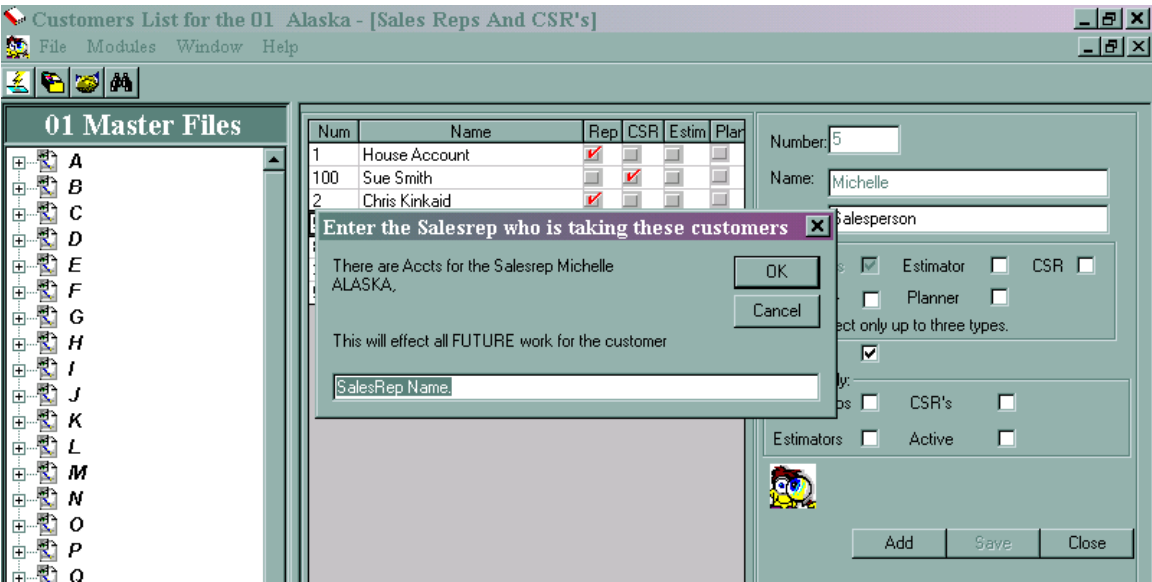 Customers List for the 01 Alaska - [Sales Reps And CSR's]
File Modules Window Help
01 Master Files
A
B
C
D
E
F
G
H
I
J
K
L
M
N
O
P
Q
Num Name Rep CSR Estim Plan
1 House Account
100 Sue Smith
2 Chris Kinkaid
Number: 5
Name: Michelle
Salesperson
Estimator CSR
Planner
ect only up to three types.
ly:
os CSR's
Estimators Active
Add Save Close
Enter the Salesrep who is taking these customers
There are Accts for the Salesrep Michelle
ALASKA,
This will effect all FUTURE work for the customer
OK
Cancel
SalesRep Name.